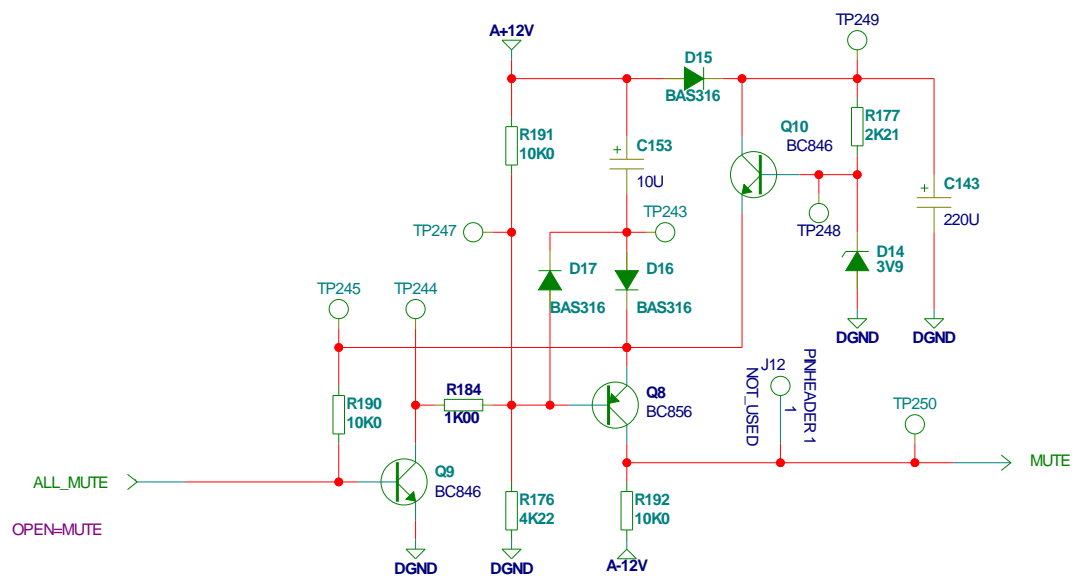 A+12V
TP249
D15
BAS316
R191
10K0
C153
10U
Q10
BC846
R177
2K21
C143
220U
TP247
TP243
TP248
D14
3V9
D17
D16
BAS316
BAS316
TP245
TP244
DGND
DGND
R184
1K00
Q8
BC856
J12
1
PINHEADER 1
NOT_USED
TP250
R190
10K0
ALL_MUTE
Q9
BC846
MUTE
OPEN=MUTE
R176
4K22
R192
10K0
DGND
DGND
A-12V